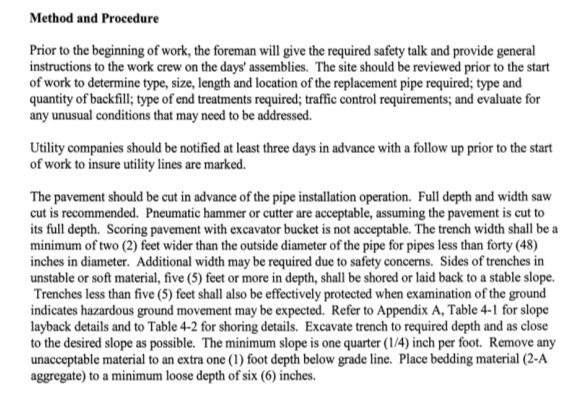 Method and Procedure
Prior to the beginning of work, the foreman will give the required safety talk and provide general
instructions to the work crew on the days' assemblies. The site should be reviewed prior to the start
of work to determine type, size, length and location of the replacement pipe required; type and
quantity of backfill; type of end treatments required; traffic control requirements; and evaluate for
any unusual conditions that may need to be addressed.
Utility companies should be notified at least three days in advance with a follow up prior to the start
of work to insure utility lines are marked.
The pavement should be cut in advance of the pipe installation operation. Full depth and width saw
cut is recommended. Pneumatic hammer or cutter are acceptable, assuming the pavement is cut to
its full depth. Scoring pavement with excavator bucket is not acceptable. The trench width shall be a
minimum of two (2) feet wider than the outside diameter of the pipe for pipes less than forty (48)
inches in diameter. Additional width may be required due to safety concerns. Sides of trenches in
unstable or soft material, five (5) feet or more in depth, shall be shored or laid back to a stable slope.
Trenches less than five (5) feet shall also be effectively protected when examination of the ground
indicates hazardous ground movement may be expected. Refer to Appendix A, Table 4-1 for slope
layback details and to Table 4-2 for shoring details. Excavate trench to required depth and as close
to the desired slope as possible. The minimum slope is one quarter (1/4) inch per foot. Remove any
unacceptable material to an extra one (1) foot depth below grade line. Place bedding material (2-A
aggregate) to a minimum loose depth of six (6) inches.